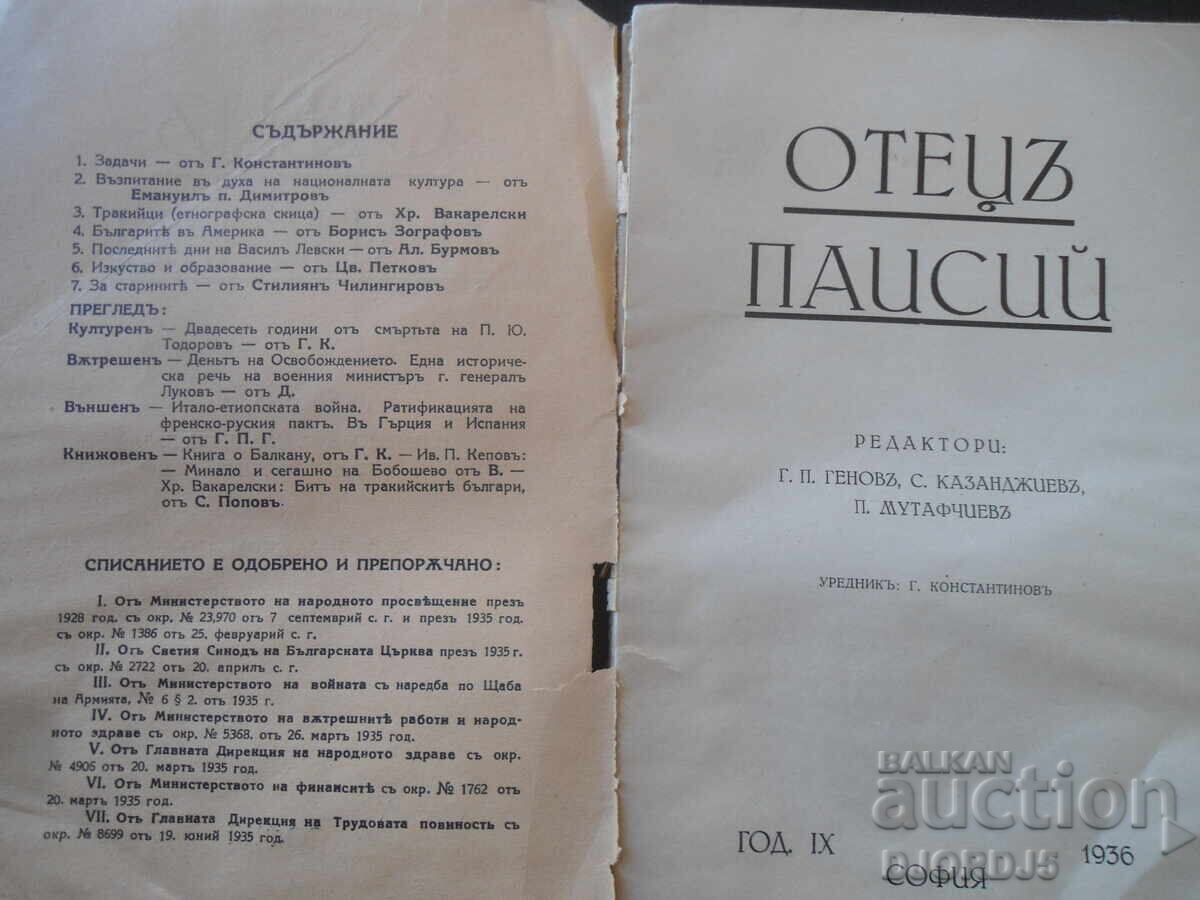 СЪДЪРЖАНИЕ
1. Задачи — отъ Г. Константиновъ
2. Възпитание въ духа на националната култура — отъ
Емануилъ п. Димитровъ
3. Тракийци (етнографска скица) — отъ Хр. Вакарелски
4. Българитѣ въ Америка — отъ Борисъ Зографовъ
5. Последнитѣ дни на Василъ Левски — отъ Ал. Бурмовъ
6. Изкуство и образование — отъ Цв. Петковъ
7. За старинитѣ — отъ Стилиянъ Чилингировъ
ПРЕГЛЕДЪ:
Културенъ — Двадесеть години отъ смъртьта на П. Ю.
Тодоровъ — отъ Г. К.
Вѫтрешенъ — Деньтъ на Освобождението. Една историче-
ска речь на военния министъръ г. генералъ
Луковъ — отъ Д.
Външенъ — Итало-етиопската война. Ратификацията на
френско-руския пактъ. Въ Гърция и Испания
— отъ Г. П. Г.
Книжовенъ — Книга о Балкану, отъ Г. К. — Ив. П. Кеповъ:
— Минало и сегашно на Бобошево отъ В. —
Хр. Вакарелски: Битъ на тракийскитѣ българи,
отъ С. Поповъ.
СПИСАНИЕТО Е ОДОБРЕНО И ПРЕПОРѪЧАНО:
I. Отъ Министерството на народното просвѣщение презъ
1928 год. съ окр. № 23,970 отъ 7 септемврий с. г. и презъ 1935 год.
съ окр. № 1386 отъ 25. февруарий с. г.
II. Отъ Светия Синодъ на Българската Църква презъ 1935 г.
съ окр. № 2722 отъ 20. априлъ с. г.
III. Отъ Министерството на войната съ наредба по Щаба
на Армията, № 6 § 2. отъ 1935 г.
IV. Отъ Министерството на вѫтрешнитѣ работи и народ-
ното здраве съ окр. № 5368. отъ 26. мартъ 1935 год.
V. Отъ Главната Дирекция на народното здраве съ окр.
№ 4906 отъ 20. мартъ 1935 год.
VI. Отъ Министерството на финанситѣ съ окр. № 1762 отъ
20. мартъ 1935 год.
VII. Отъ Главната Дирекция на Трудовата повиность съ
окр. № 8699 отъ 19. юний 1935 год.
ОТЕЦЪ
ПАИСИЙ
РЕДАКТОРИ:
Г. П. ГЕНОВЪ, С. КАЗАНДЖИЕВЪ,
П. МУТАФЧИЕВЪ
УРЕДНИКЪ: Г. КОНСТАНТИНОВЪ
ГОД. IX 1936
СОФИЯ
BALKAN
auction
DJORDJ5